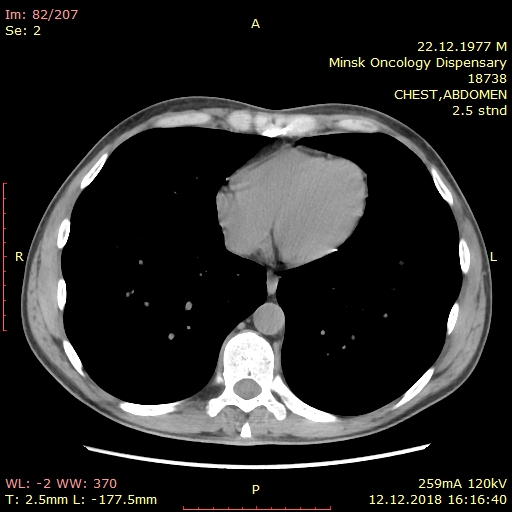 Im: 82/207
Se: 2
A
22.12.1977 M
Minsk Oncology Dispensary
18738
CHEST,ABDOMEN
2.5 stnd
R
L
WL: -2 WW: 370
T: 2.5mm L: -177.5mm
P
259mA 120kV
12.12.2018 16:16:40